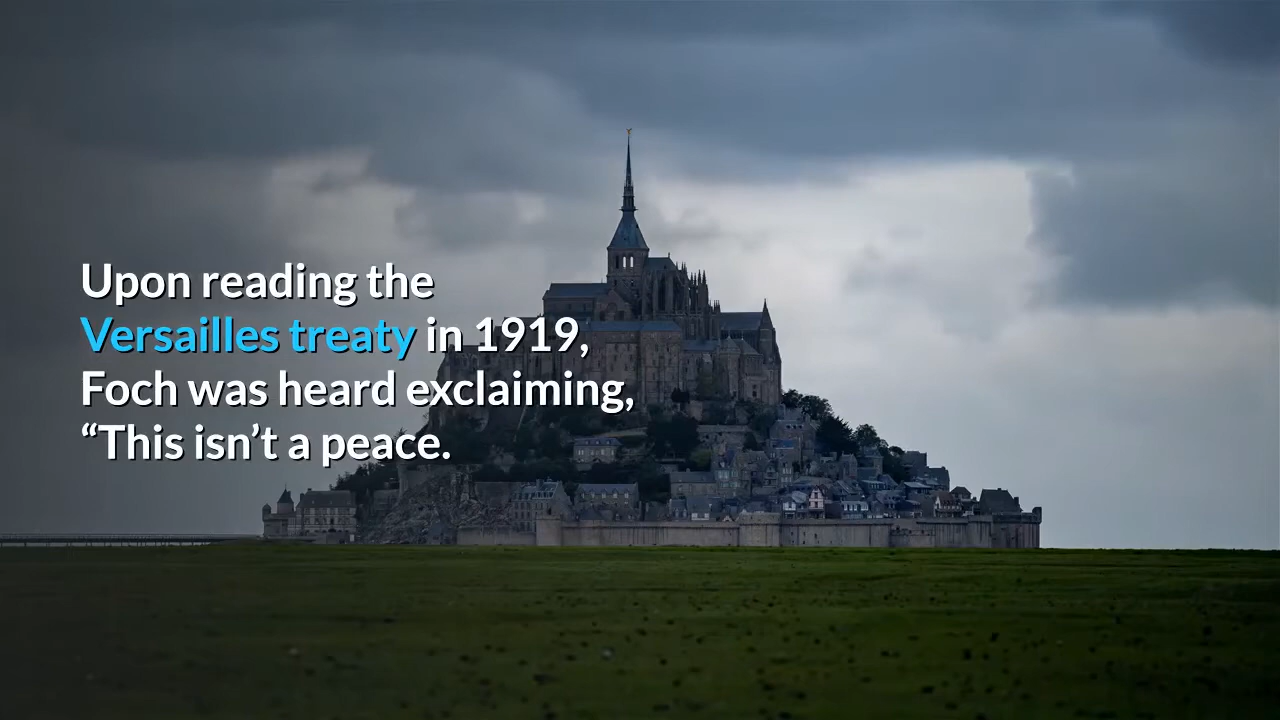 Upon reading the
Versailles treaty in 1919,
Foch was heard exclaiming,
“This isn’t a peace.